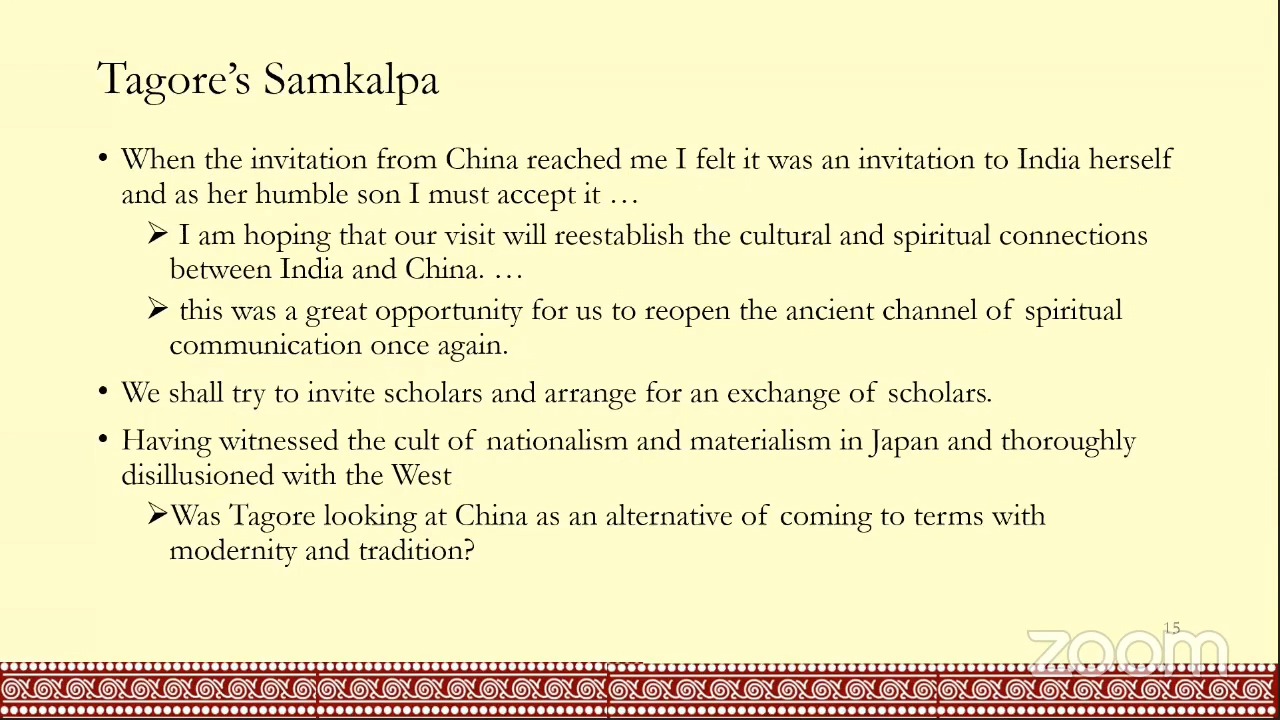 Tagore’s Samkalpa
• When the invitation from China reached me I felt it was an invitation to India herself
and as her humble son I must accept it …
➢ I am hoping that our visit will reestablish the cultural and spiritual connections
between India and China. …
➢ this was a great opportunity for us to reopen the ancient channel of spiritual
communication once again.
• We shall try to invite scholars and arrange for an exchange of scholars.
• Having witnessed the cult of nationalism and materialism in Japan and thoroughly
disillusioned with the West
➢Was Tagore looking at China as an alternative of coming to terms with
modernity and tradition?
15
zoom